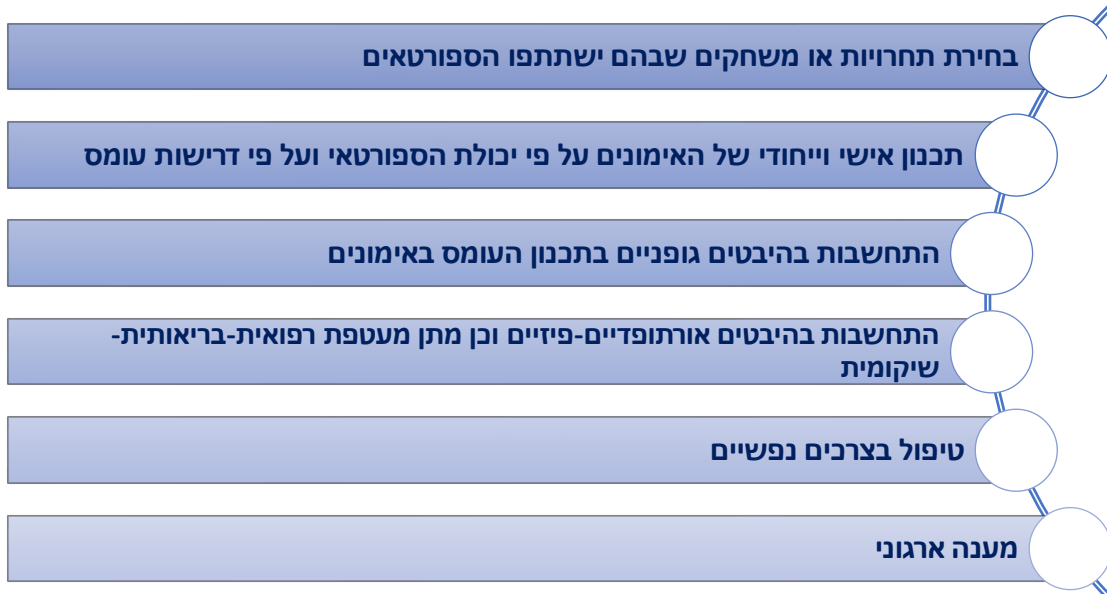 בחירת תחרויות או משחקים שבהם ישתתפו הספורטאים
תכנון אישי וייחודי של האימונים על פי יכולת הספורטאי ועל פי דרישות עומס
התחשבות בהיבטים גופניים בתכנון העומס באימונים
התחשבות בהיבטים אורתופדיים-פיזיים וכן מתן מעטפת רפואית-בריאותית-
שיקומית
טיפול בצרכים נפשיים
מענה ארגוני